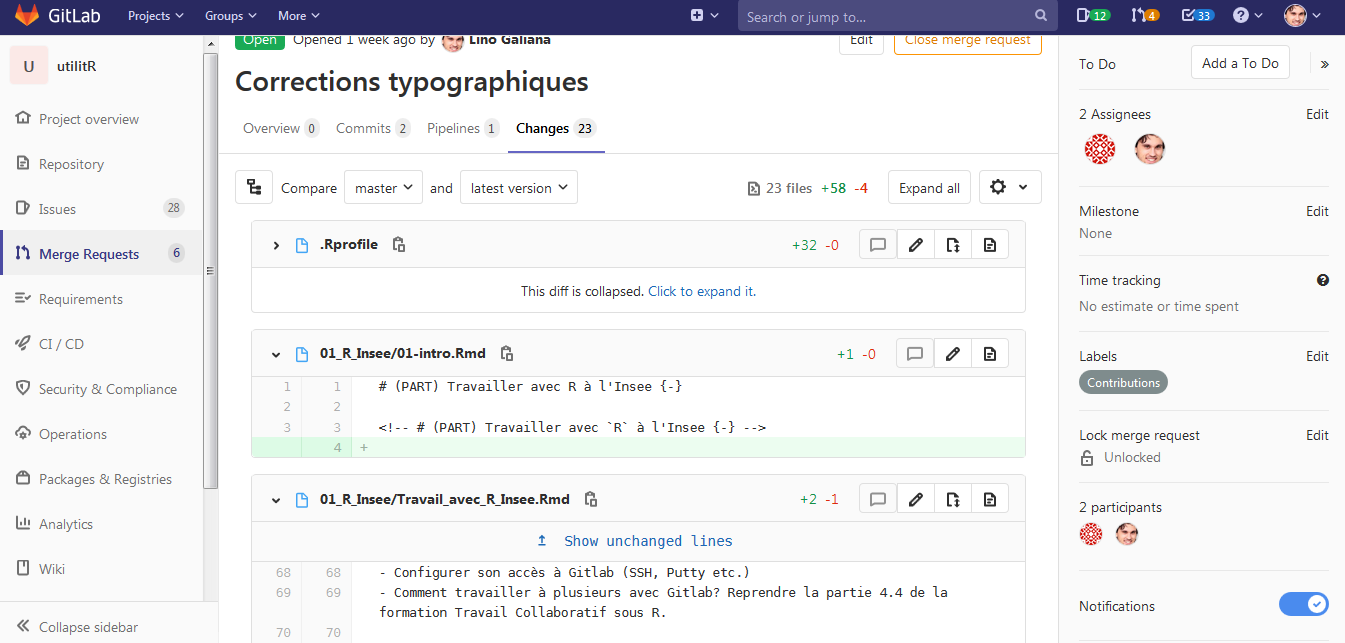 GitLab Projects Groups More Search or jump to... 12 4 33 ?
U utilitR
Project overview
Repository
Issues 28
Merge Requests 6
Requirements
CI / CD
Security & Compliance
Operations
Packages & Registries
Analytics
Wiki
Collapse sidebar
Open Opened 1 week ago by Lino Galiana Edit Close merge request
Corrections typographiques
Overview 0 Commits 2 Pipelines 1 Changes 23
Compare master and latest version 23 files +58 -4 Expand all
.Rprofile +32 -0
This diff is collapsed. Click to expand it.
01_R_Insee/01-intro.Rmd +1 -0
1 1 # (PART) Travailler avec R à l'Insee {-}
2 2
3 3 <!-- # (PART) Travailler avec `R` à l'Insee {-} -->
4 +
01_R_Insee/Travail_avec_R_Insee.Rmd +2 -1
Show unchanged lines
68 68 - Configurer son accès à Gitlab (SSH, Putty etc.)
69 69 - Comment travailler à plusieurs avec Gitlab? Reprendre la partie 4.4 de la
formation Travail Collaboratif sous R.
70 70
To Do Add a To Do »
2 Assignees Edit
Milestone Edit
None
Time tracking ?
No estimate or time spent
Labels Edit
Contributions
Lock merge request Edit
Unlocked
2 participants
Notifications